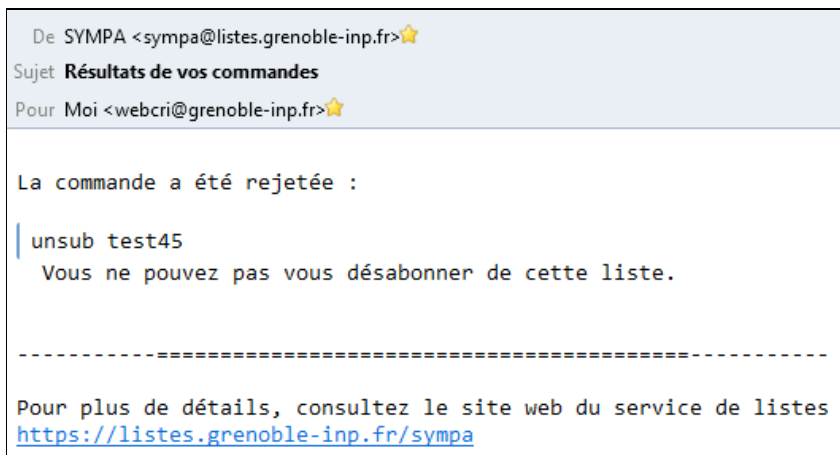 De SYMPA <sympa@listes.grenoble-inp.fr>
Sujet Résultats de vos commandes
Pour Moi <webcri@grenoble-inp.fr>
La commande a été rejetée :
unsub test45
Vous ne pouvez pas vous désabonner de cette liste.
-----------==========================================-----------
Pour plus de détails, consultez le site web du service de listes
https://listes.grenoble-inp.fr/sympa